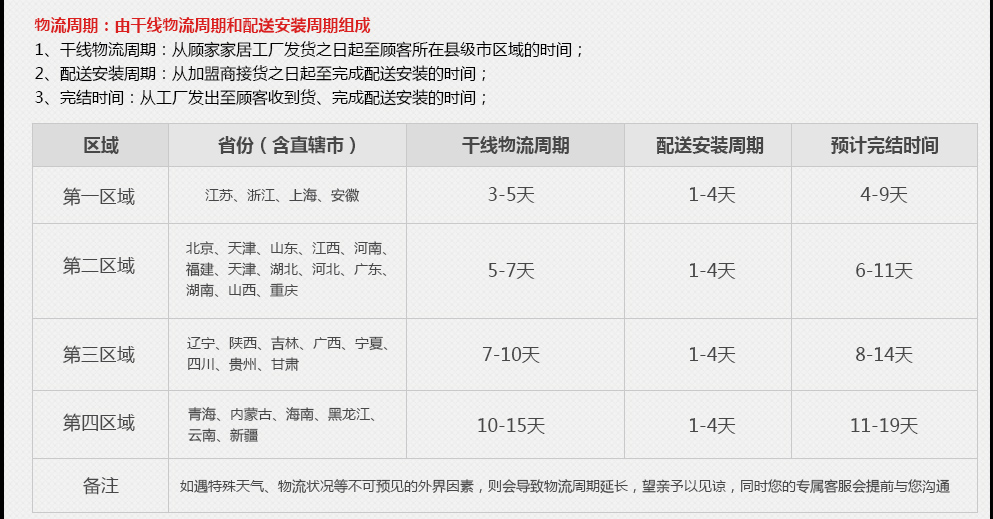 物流周期：由干线物流周期和配送安装周期组成
1、干线物流周期：从顾家家居工厂发货之日起至顾客所在县级市区域的时间；
2、配送安装周期：从加盟商接货之日起至完成配送安装的时间；
3、完结时间：从工厂发出至顾客收到货、完成配送安装的时间；
区域 省份（含直辖市） 干线物流周期 配送安装周期 预计完结时间
第一区域 江苏、浙江、上海、安徽 3-5天 1-4天 4-9天
北京、天津、山东、江西、河南、
第二区域 福建、天津、湖北、河北、广东、 5-7天 1-4天 6-11天
湖南、山西、重庆
辽宁、陕西、吉林、广西、宁夏、
第三区域 四川、贵州、甘肃 7-10天 1-4天 8-14天
青海、内蒙古、海南、黑龙江、
第四区域 云南、新疆 10-15天 1-4天 11-19天
备注 如遇特殊天气、物流状况等不可预见的外界因素，则会导致物流周期延长，望亲予以见谅，同时您的专属客服会提前与您沟通